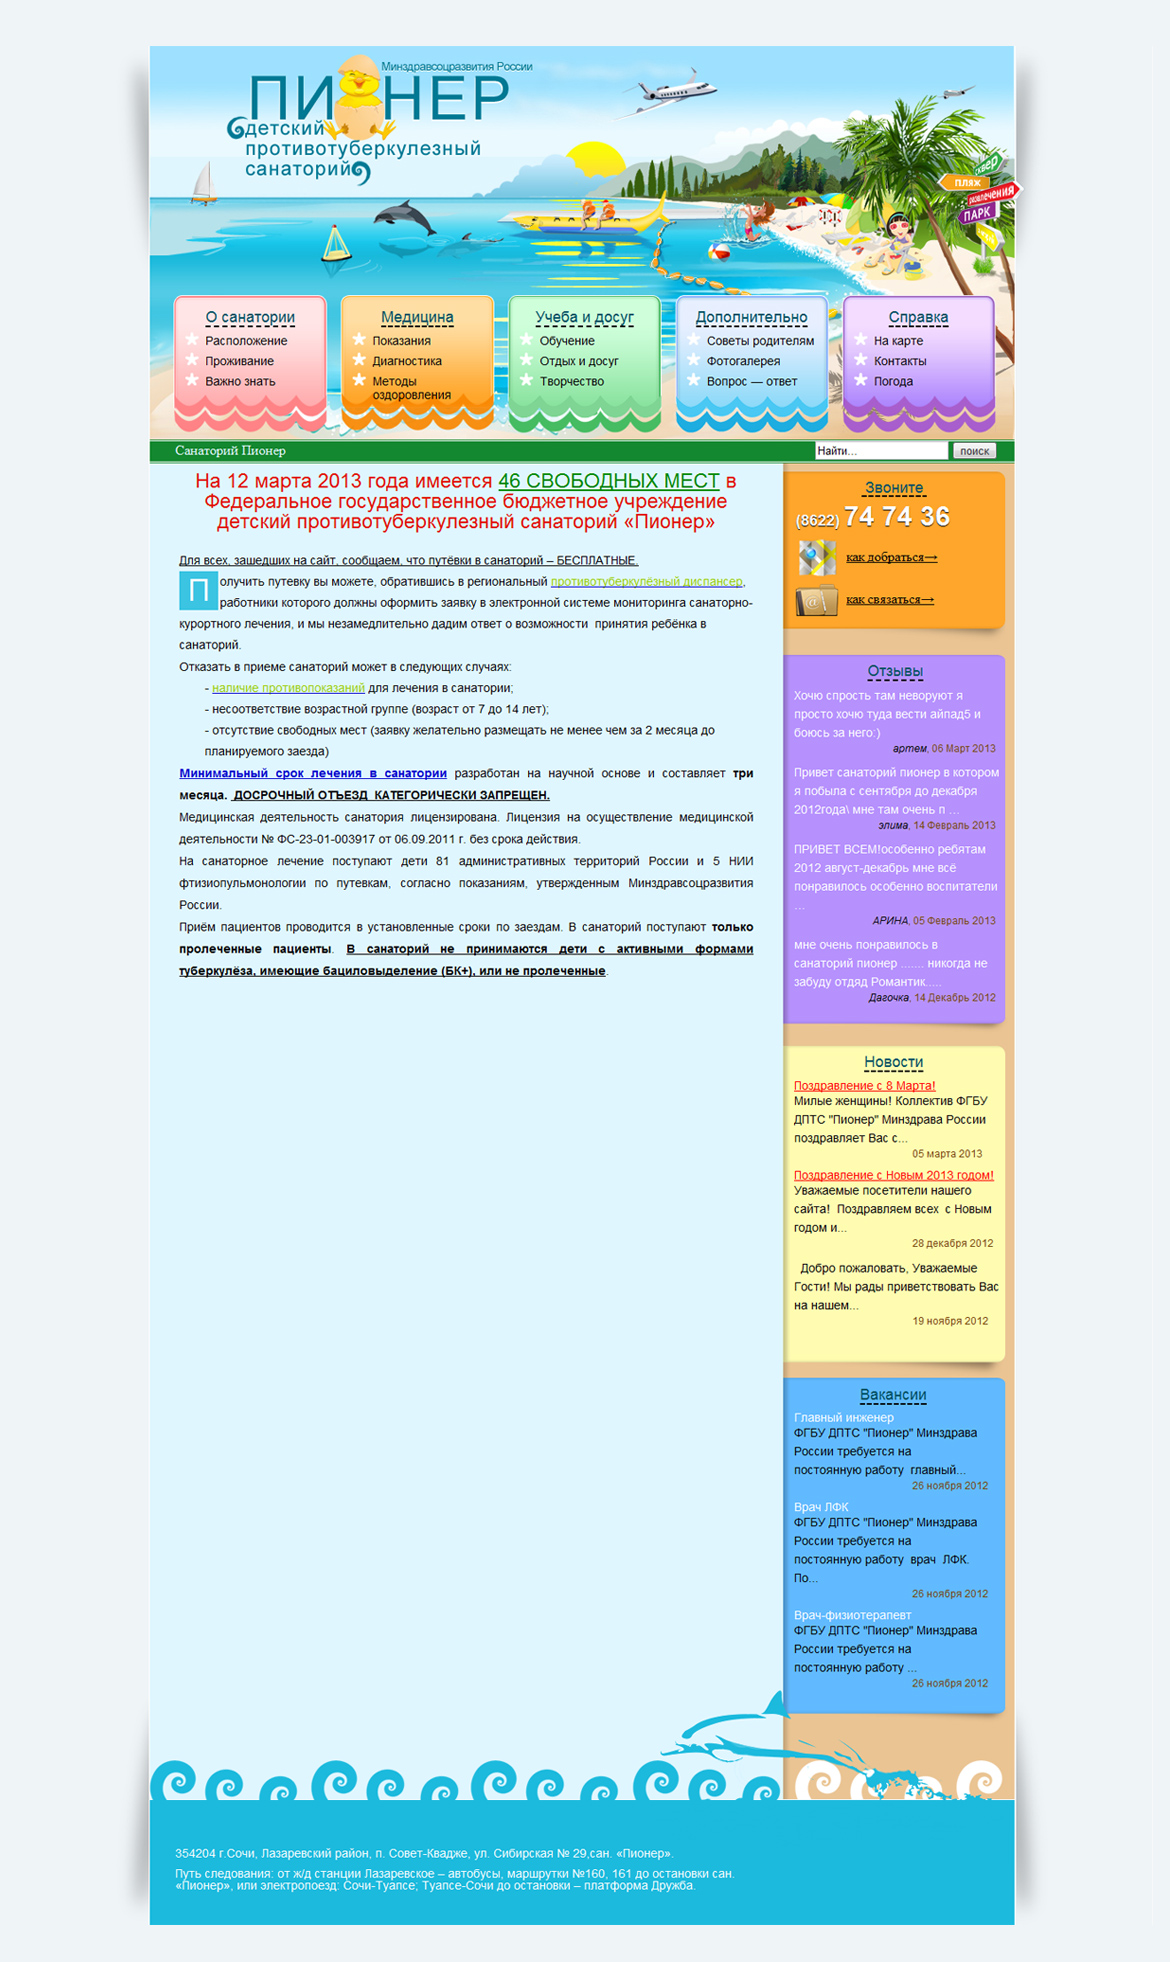 Минздравсоцразвития России
ПИОНЕР
детский
противотуберкулезный
санаторий
сквер
пляж
развлечения
ПАРК
О санатории
Расположение
Проживание
Важно знать
Медицина
Показания
Диагностика
Методы
оздоровления
Учеба и досуг
Обучение
Отдых и досуг
Творчество
Дополнительно
Советы родителям
Фотогалерея
Вопрос — ответ
Справка
На карте
Контакты
Погода
Санаторий Пионер
Найти...
поиск
На 12 марта 2013 года имеется 46 СВОБОДНЫХ МЕСТ в
Федеральное государственное бюджетное учреждение
детский противотуберкулезный санаторий «Пионер»
Для всех, зашедших на сайт, сообщаем, что путёвки в санаторий – БЕСПЛАТНЫЕ.
Получить путевку вы можете, обратившись в региональный противотуберкулёзный диспансер,
работники которого должны оформить заявку в электронной системе мониторинга санаторно-
курортного лечения, и мы незамедлительно дадим ответ о возможности принятия ребёнка в
санаторий.
Отказать в приеме санаторий может в следующих случаях:
- наличие противопоказаний для лечения в санатории;
- несоответствие возрастной группе (возраст от 7 до 14 лет);
- отсутствие свободных мест (заявку желательно размещать не менее чем за 2 месяца до
планируемого заезда)
Минимальный срок лечения в санатории разработан на научной основе и составляет три
месяца. ДОСРОЧНЫЙ ОТЪЕЗД КАТЕГОРИЧЕСКИ ЗАПРЕЩЕН.
Медицинская деятельность санатория лицензирована. Лицензия на осуществление медицинской
деятельности № ФС-23-01-003917 от 06.09.2011 г. без срока действия.
На санаторное лечение поступают дети 81 административных территорий России и 5 НИИ
фтизиопульмонологии по путевкам, согласно показаниям, утвержденным Минздравсоцразвития
России.
Приём пациентов проводится в установленные сроки по заездам. В санаторий поступают только
пролеченные пациенты. В санаторий не принимаются дети с активными формами
туберкулёза, имеющие бациловыделение (БК+), или не пролеченные.
Звоните
(8622) 74 74 36
как добраться→
как связаться→
Отзывы
Хочю спрость там неворуют я
просто хочю туда вести айпад5 и
боюсь за него:)
артем, 06 Март 2013
Привет санаторий пионер в котором
я побыла с сентября до декабря
2012года\ мне там очень п ...
элима, 14 Февраль 2013
ПРИВЕТ ВСЕМ!особенно ребятам
2012 август-декабрь мне всё
понравилось особенно воспитатели
...
АРИНА, 05 Февраль 2013
мне очень понравилось в
санаторий пионер ....... никогда не
забуду отдяд Романтик.....
Дагочка, 14 Декабрь 2012
Новости
Поздравление с 8 Марта!
Милые женщины! Коллектив ФГБУ
ДПТС "Пионер" Минздрава России
поздравляет Вас с...
05 марта 2013
Поздравление с Новым 2013 годом!
Уважаемые посетители нашего
сайта! Поздравляем всех с Новым
годом и...
28 декабря 2012
Добро пожаловать, Уважаемые
Гости! Мы рады приветствовать Вас
на нашем...
19 ноября 2012
Вакансии
Главный инженер
ФГБУ ДПТС "Пионер" Минздрава
России требуется на
постоянную работу главный...
26 ноября 2012
Врач ЛФК
ФГБУ ДПТС "Пионер" Минздрава
России требуется на
постоянную работу врач ЛФК.
По...
26 ноября 2012
Врач-физиотерапевт
ФГБУ ДПТС "Пионер" Минздрава
России требуется на
постоянную работу ...
26 ноября 2012
354204 г.Сочи, Лазаревский район, п. Совет-Квадже, ул. Сибирская № 29,сан. «Пионер».
Путь следования: от ж/д станции Лазаревское – автобусы, маршрутки №160, 161 до остановки сан.
«Пионер», или электропоезд: Сочи-Туапсе; Туапсе-Сочи до остановки – платформа Дружба.